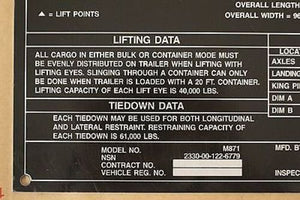 ▲ LIFT POINTS
OVERALL LENGTH
OVERALL WIDTH = 96
LIFTING DATA
ALL CARGO IN EITHER BULK OR CONTAINER MODE MUST
BE EVENLY DISTRIBUTED ON TRAILER WHEN LIFTING WITH
LIFTING EYES. SLINGING THROUGH A CONTAINER CAN ONLY
BE DONE WHEN TRAILER IS LOADED WITH A 20 FT. CONTAINER.
LIFTING CAPACITY OF EACH LIFT EYE IS 40,000 LBS.
LOCA
AXLES
LANDING
KING PI
DIM A
DIM B
TIEDOWN DATA
EACH TIEDOWN MAY BE USED FOR BOTH LONGITUDINAL
AND LATERAL RESTRAINT. RESTRAINING CAPACITY OF
EACH TIEDOWN IS 61,000 LBS.
MODEL NO. M871
NSN 2330-00-122-6779
CONTRACT NO.
VEHICLE REG. NO.
MFD. BY
INSPEC